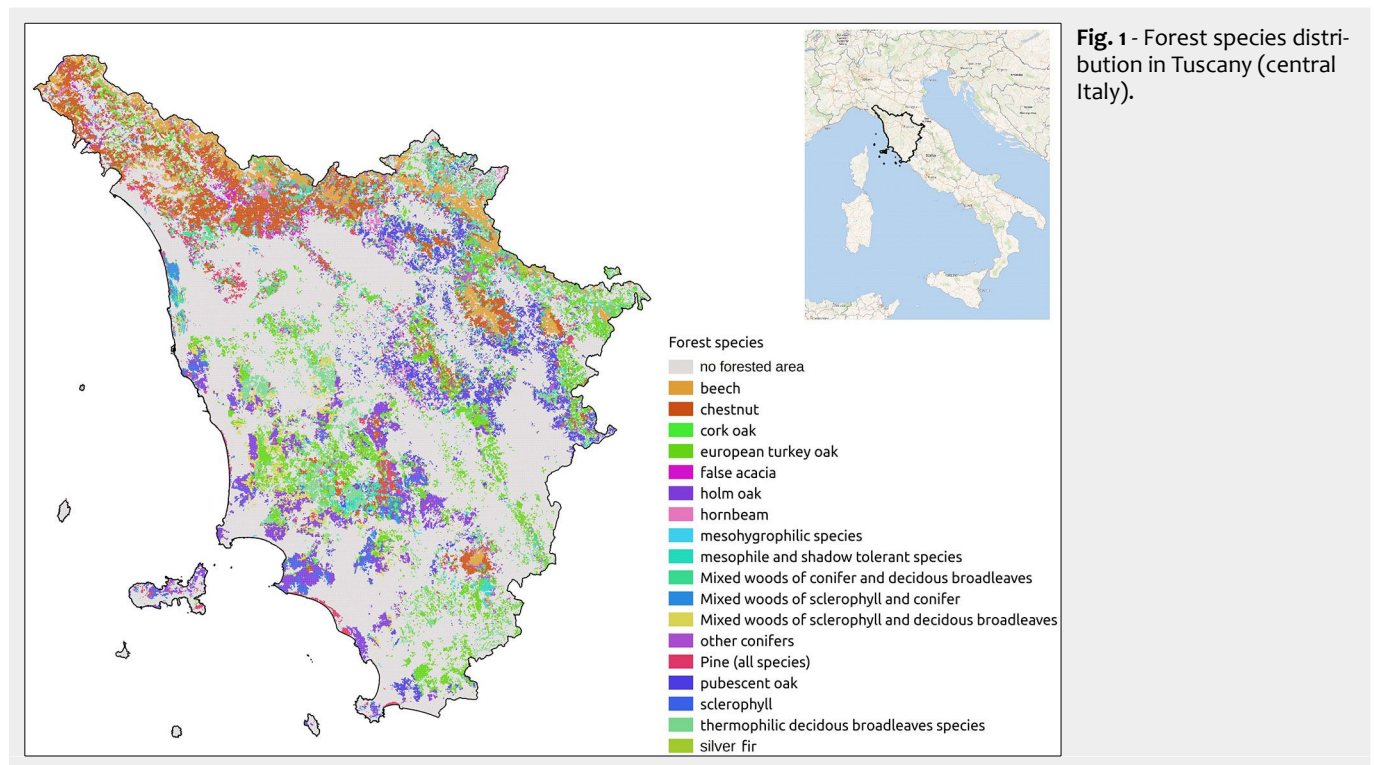 Fig. 1 - Forest species distri-
bution in Tuscany (central
Italy).
Forest species
no forested area
beech
chestnut
cork oak
european turkey oak
false acacia
holm oak
hornbeam
mesohygrophilic species
mesophile and shadow tolerant species
Mixed woods of conifer and decidous broadleaves
Mixed woods of sclerophyll and conifer
Mixed woods of sclerophyll and decidous broadleaves
other conifers
Pine (all species)
pubescent oak
sclerophyll
thermophilic decidous broadleaves species
silver fir